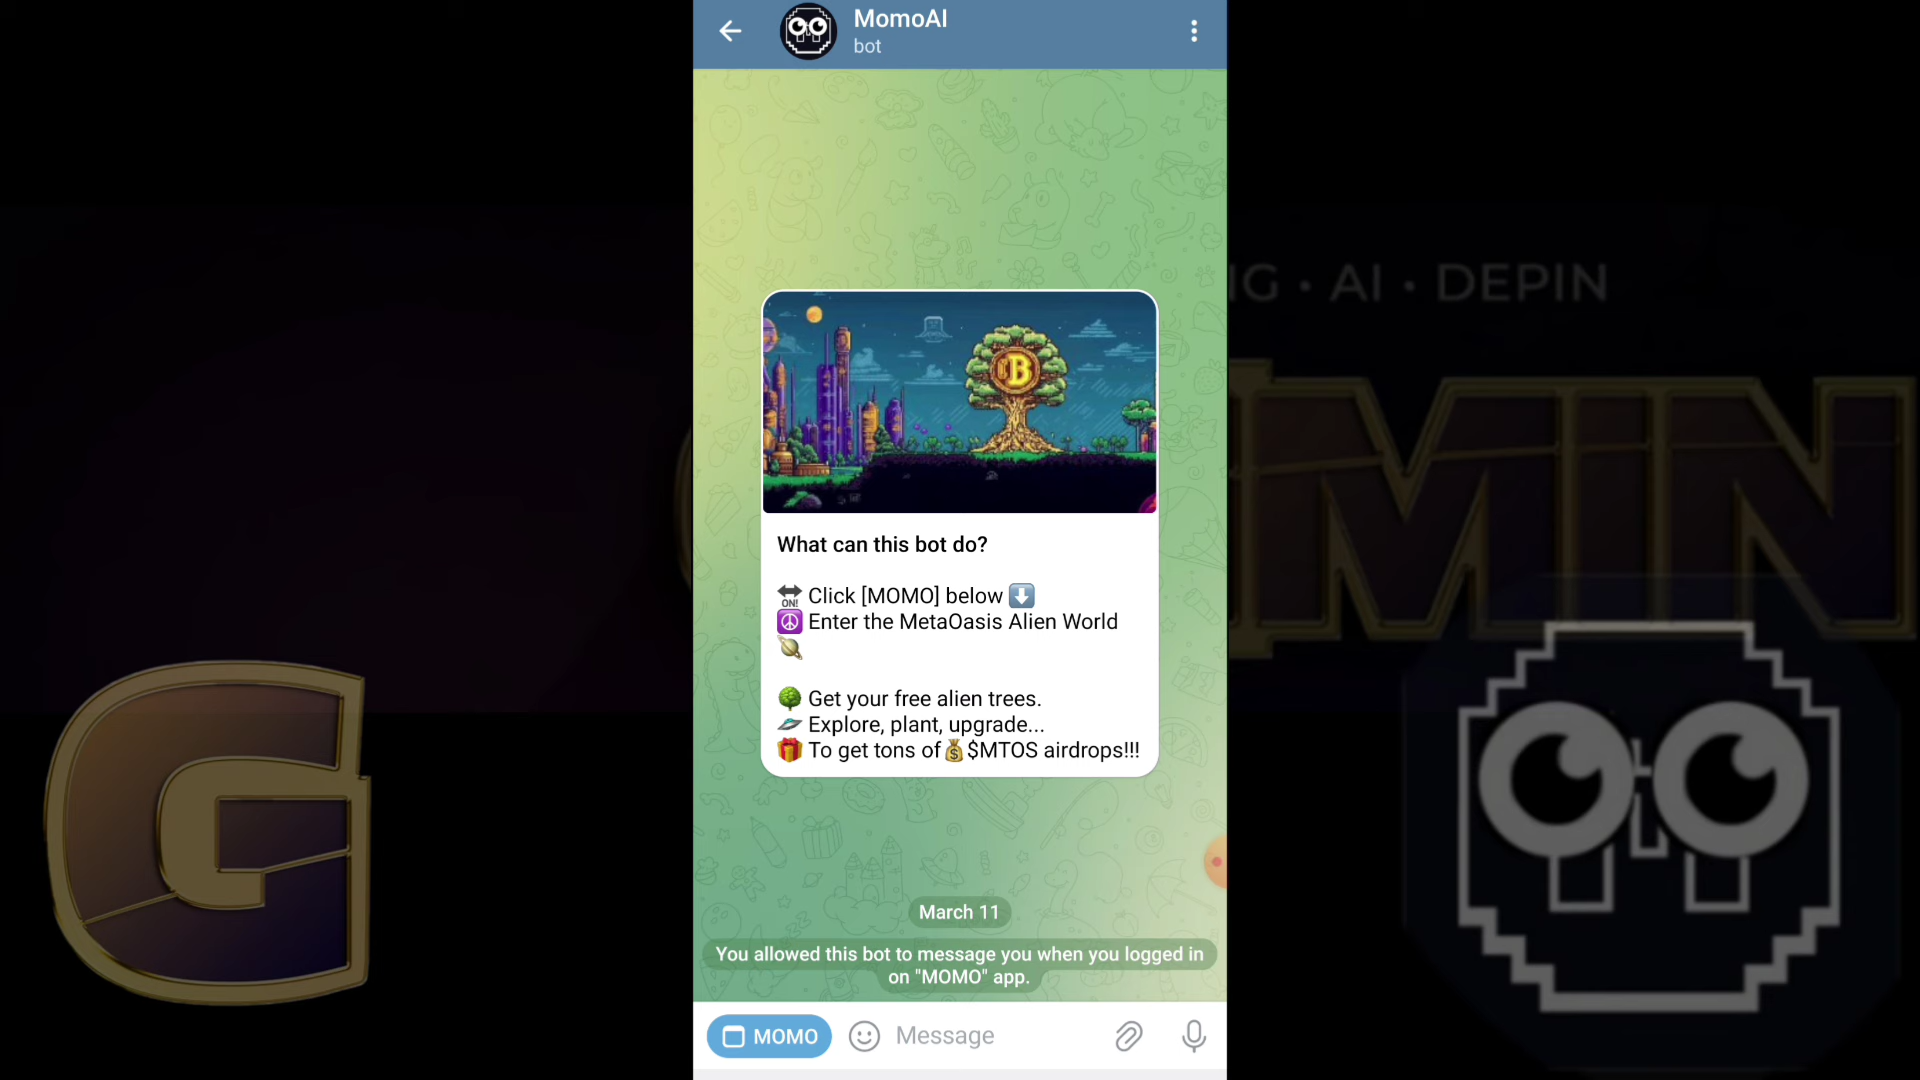 MomoAI
bot
IG • AI • DEPIN
MIN
G
B
What can this bot do?
ON! Click [MOMO] below ⬇️
☮️ Enter the MetaOasis Alien World
🪐
🌳 Get your free alien trees.
🛸 Explore, plant, upgrade...
🎁 To get tons of💰$MTOS airdrops!!!
March 11
You allowed this bot to message you when you logged in
on "MOMO" app.
MOMO
Message